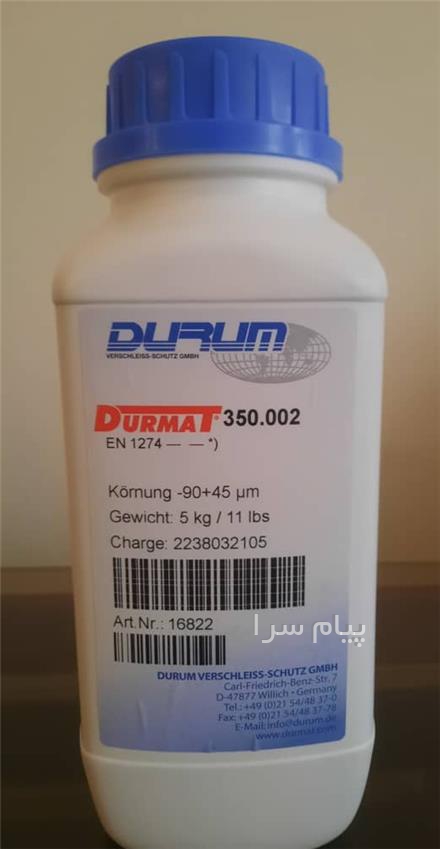 DURUM
VERSCHLEISS-SCHUTZ GMBH
DURMAT® 350.002
EN 1274 — — *)
Körnung -90+45 µm
Gewicht: 5 kg / 11 lbs
Charge: 2238032105
Art.Nr.: 16822
پیام سرا
DURUM VERSCHLEISS-SCHUTZ GMBH
Carl-Friedrich-Benz-Str. 7
D-47877 Willich • Germany
Tel.: +49 (0)21 54/48 37-0
Fax: +49 (0)21 54/48 37-78
E-Mail: info@durum.de
www.durmat.com